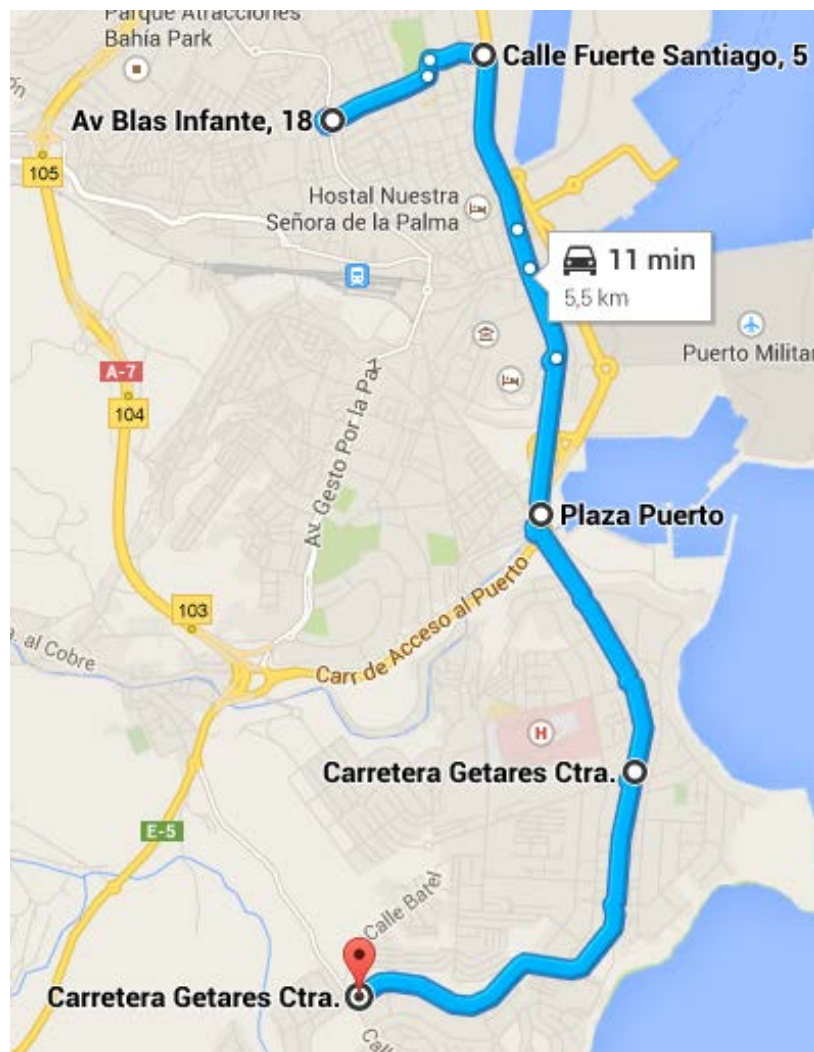 Parque Atracciones
Bahía Park
Calle Fuerte Santiago, 5
Av Blas Infante, 18
105
Hostal Nuestra
Señora de la Palma
11 min
5,5 km
Puerto Militar
A-7
104
Av. Gesto Por la Paz
Plaza Puerto
103
al Cobre
Carr de Acceso al Puerto
H
Carretera Getares Ctra.
E-5
Calle Batel
Carretera Getares Ctra.